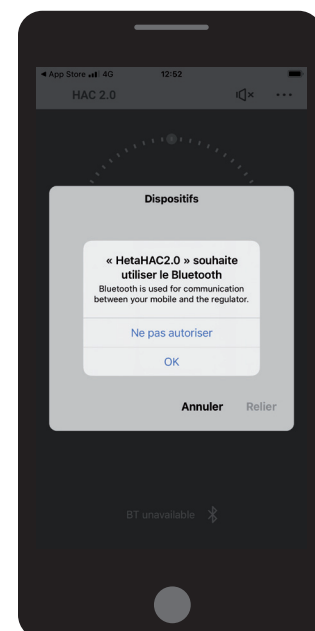 ◀ App Store 4G 12:52
HAC 2.0 ...
Dispositifs
« HetaHAC2.0 » souhaite
utiliser le Bluetooth
Bluetooth is used for communication
between your mobile and the regulator.
Ne pas autoriser
OK
Annuler Relier
BT unavailable